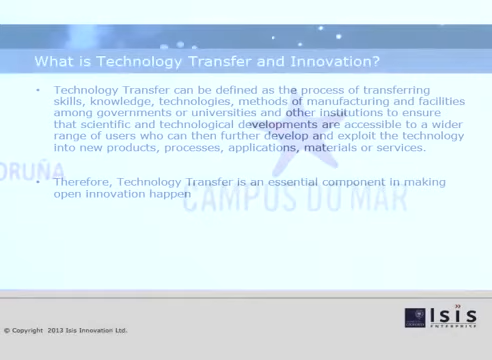 What is Technology Transfer and Innovation?
• Technology Transfer can be defined as the process of transferring
skills, knowledge, technologies, methods of manufacturing and facilities
among governments or universities and other institutions to ensure
that scientific and technological developments are accessible to a wider
range of users who can then further develop and exploit the technology
into new products, processes, applications, materials or services.
ORUÑA
• Therefore, Technology Transfer is an essential component in making
open innovation happen
CAMPUS DO MAR
Isis
ENTERPRISE
© Copyright 2013 Isis Innovation Ltd.